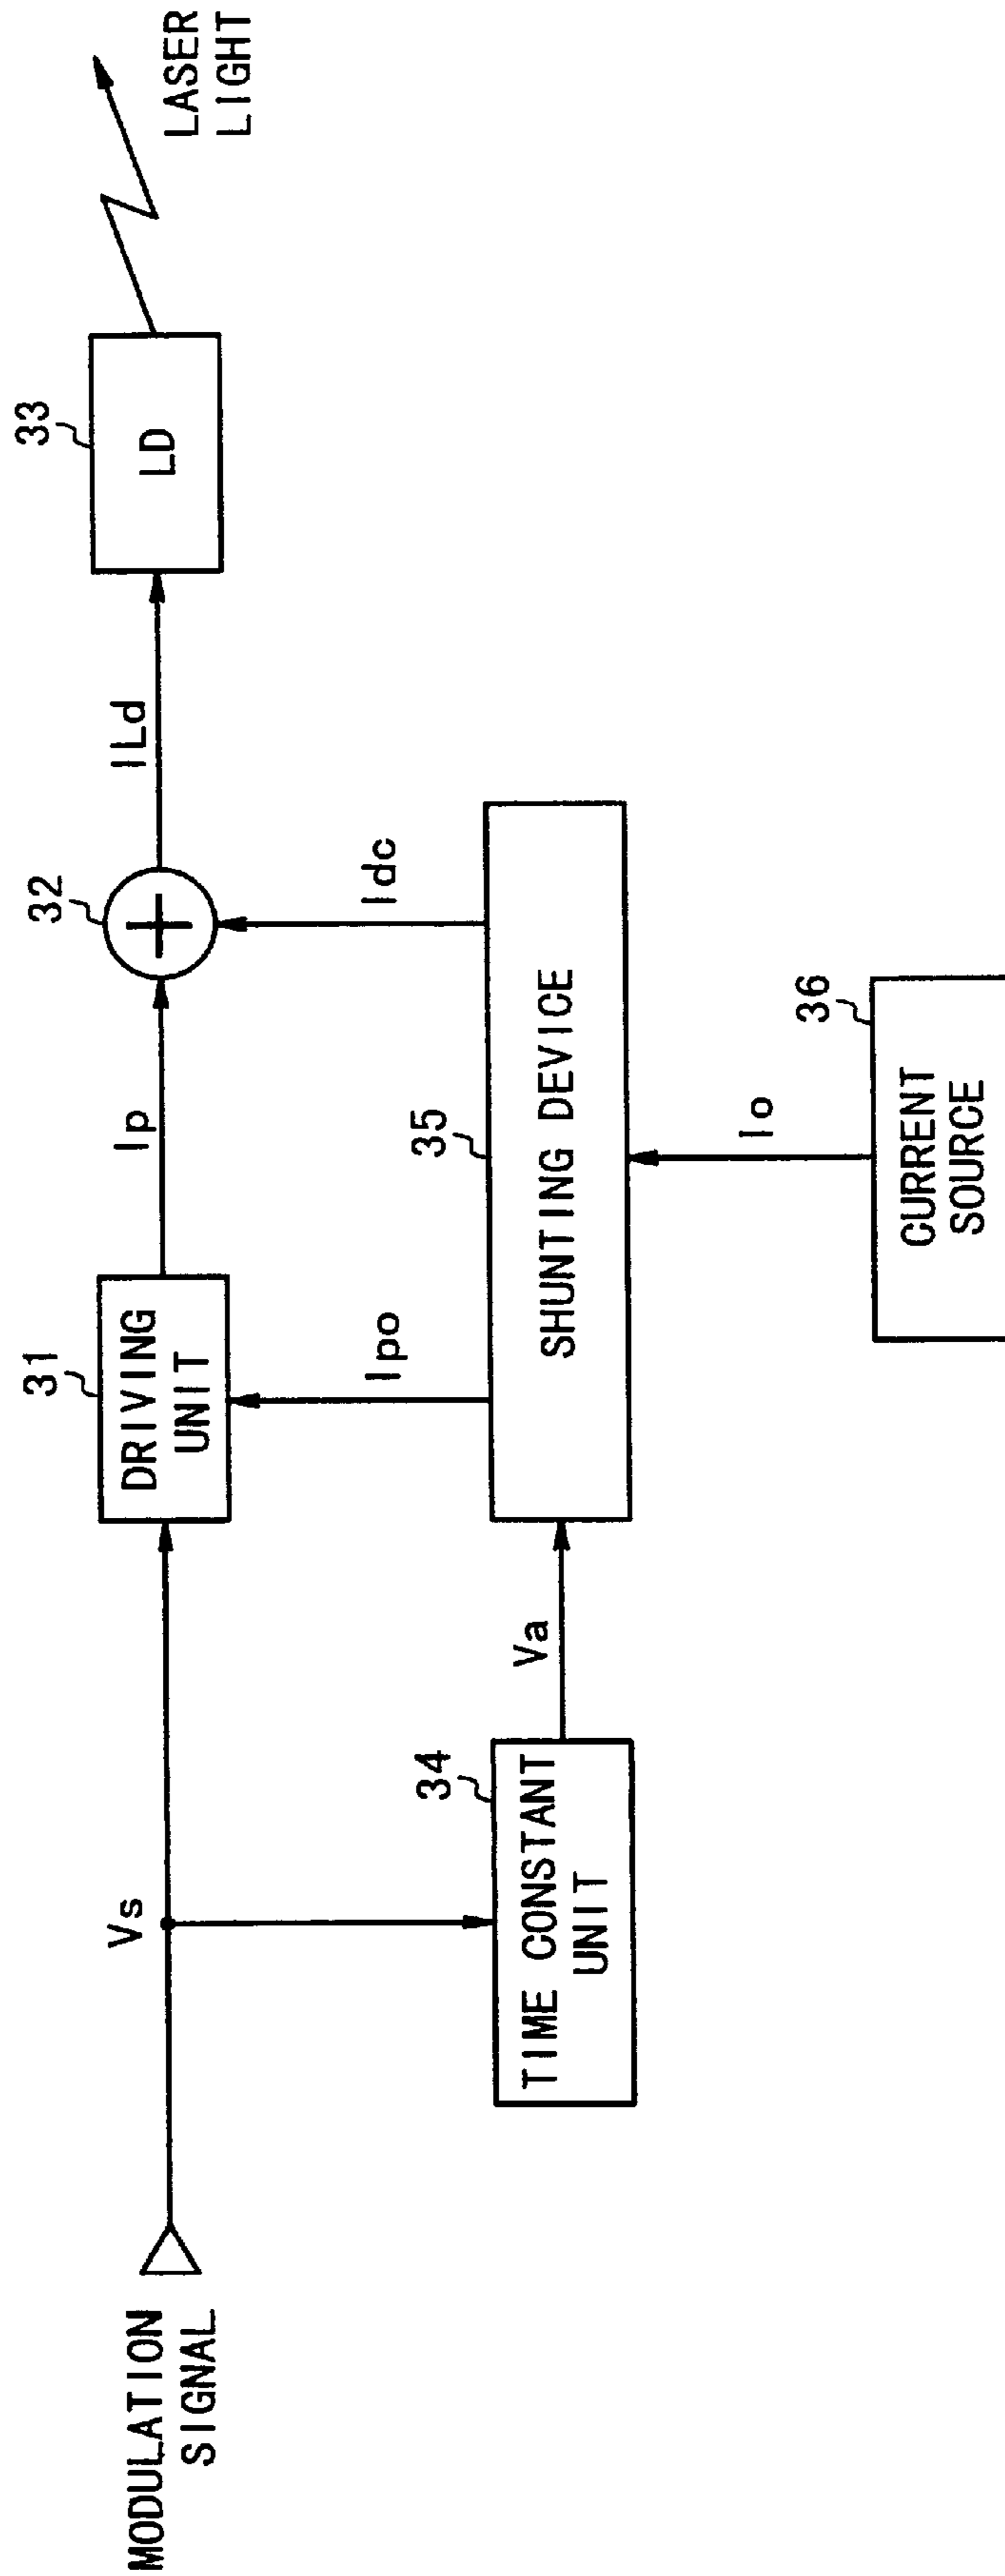 MODULATION
SIGNAL
Vs
31
DRIVING
UNIT
Ip
32
ILd
33
LD
LASER
LIGHT
Ipo
Idc
34
TIME CONSTANT
UNIT
Va
35
SHUNTING DEVICE
Io
36
CURRENT
SOURCE